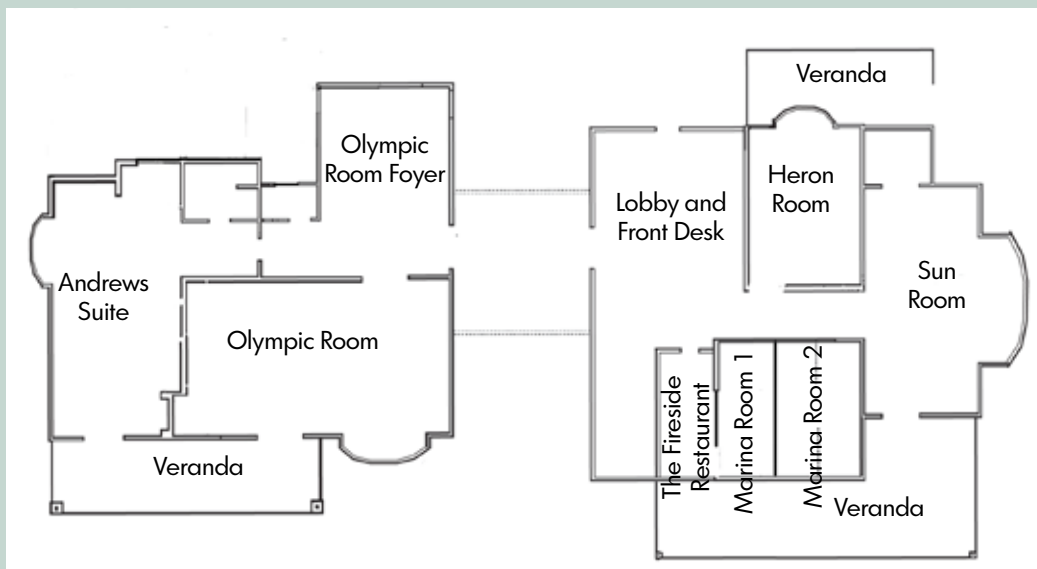 Veranda
Olympic
Room Foyer
Heron
Room
Lobby and
Front Desk
Andrews
Suite
Sun
Room
Olympic Room
The Fireside
Restaurant
Marina Room 1
Marina Room 2
Veranda
Veranda